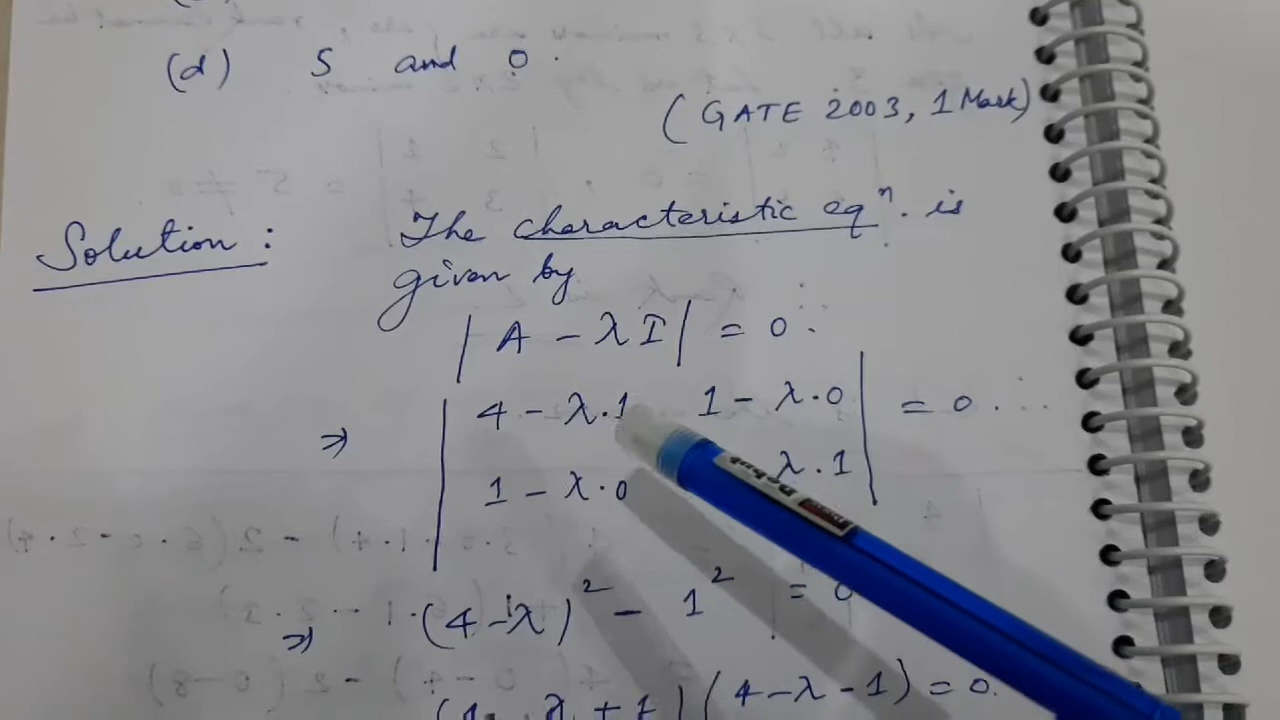 (d) 5 and 0.
(GATE 2003, 1 Mark)
Solution : The characteristic eqⁿ. is
given by
| A - λI | = 0.
⇒ | 4 - λ.1 1 - λ.0 | = 0 ...
| 1 - λ.0 λ.1 |
⇒ (4-λ)² - 1² = 0
λ + 1) (4-λ-1) = 0.